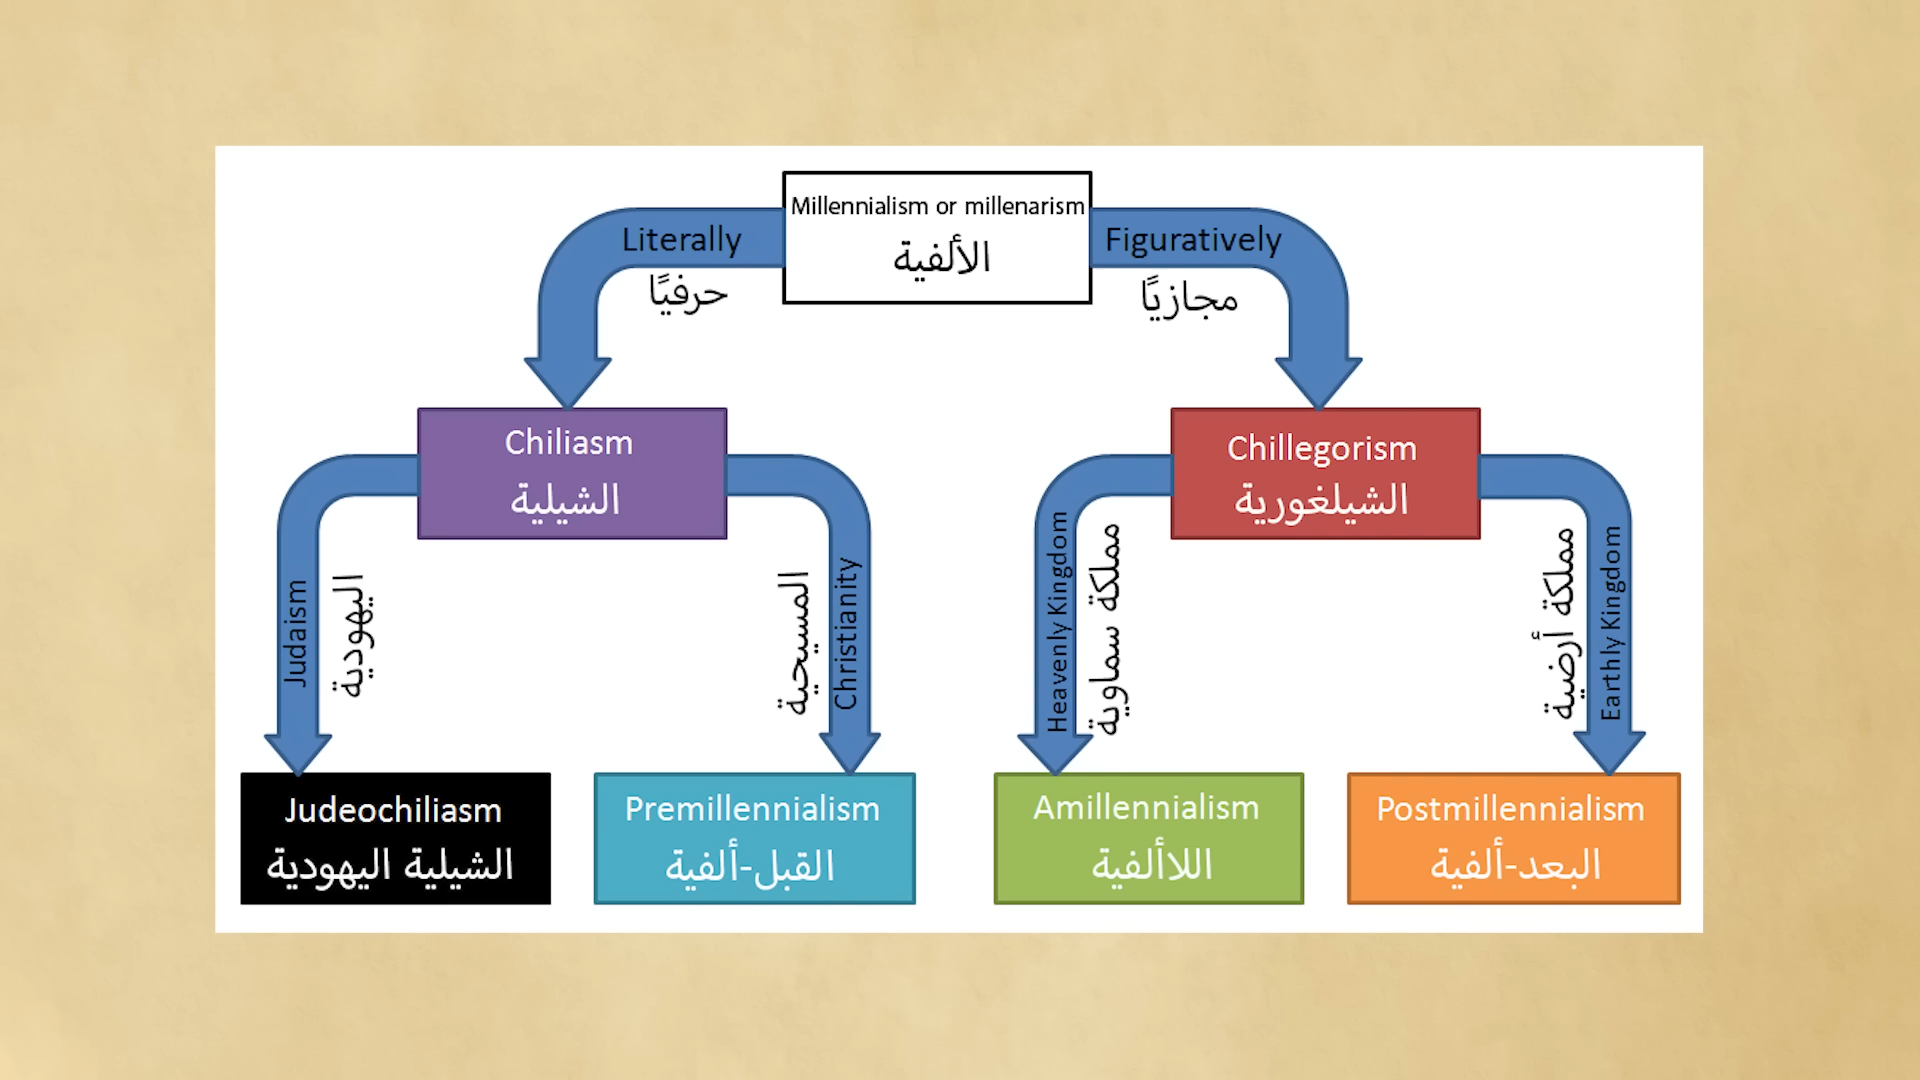 Millennialism or millenarism
الألفية
Literally
حرفيًا
Figuratively
مجازيًا
Chiliasm
الشيلية
Chillegorism
الشيلغورية
Judaism
اليهودية
المسيحية
Christianity
Heavenly Kingdom
مملكة سماوية
مملكة أرضية
Earthly Kingdom
Judeochiliasm
الشيلية اليهودية
Premillennialism
القبل-ألفية
Amillennialism
اللاألفية
Postmillennialism
البعد-ألفية